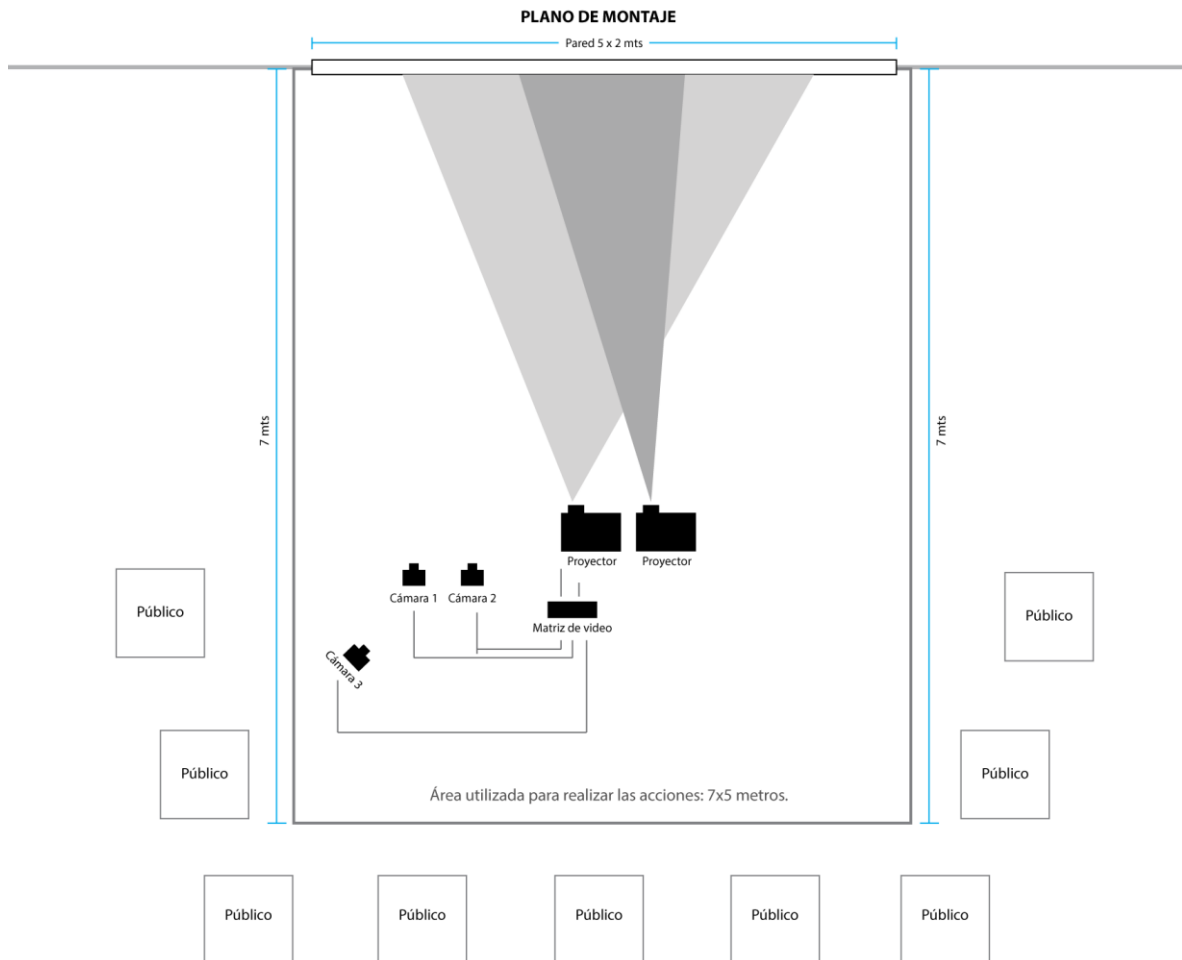 PLANO DE MONTAJE
Pared 5 x 2 mts
7 mts
7 mts
Proyector
Proyector
Cámara 1
Cámara 2
Matriz de video
Cámara 3
Público
Público
Público
Público
Área utilizada para realizar las acciones: 7x5 metros.
Público
Público
Público
Público
Público